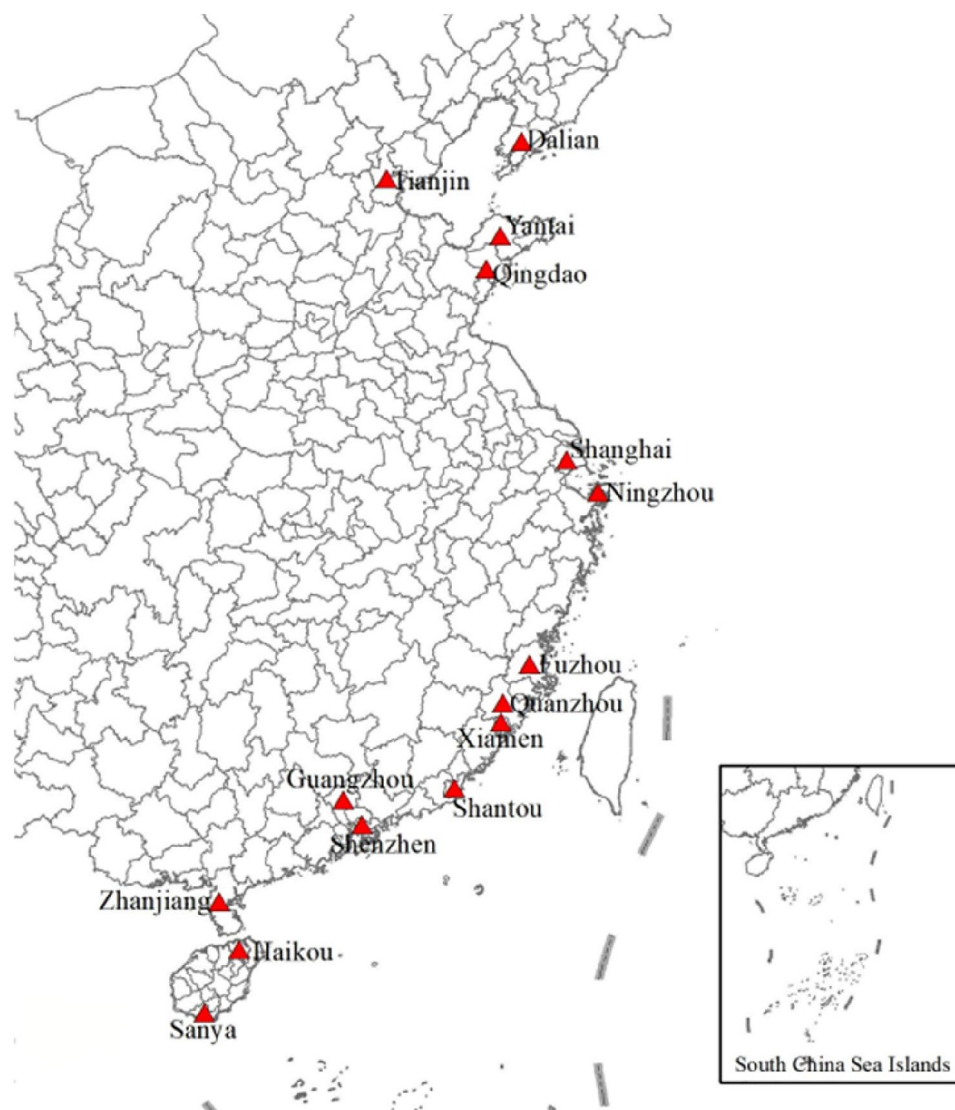 Dalian
Tianjin
Yantai
Qingdao
Shanghai
Ningzhou
Fuzhou
Quanzhou
Xiamen
Guangzhou
Shantou
Shenzhen
Zhanjiang
Haikou
Sanya
South China Sea Islands